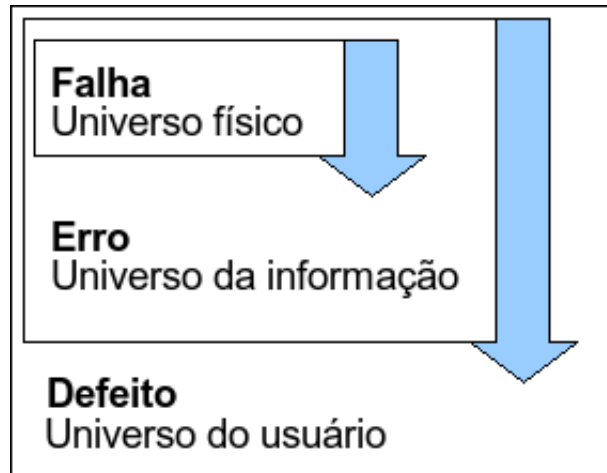 Falha
Universo físico
Erro
Universo da informação
Defeito
Universo do usuário